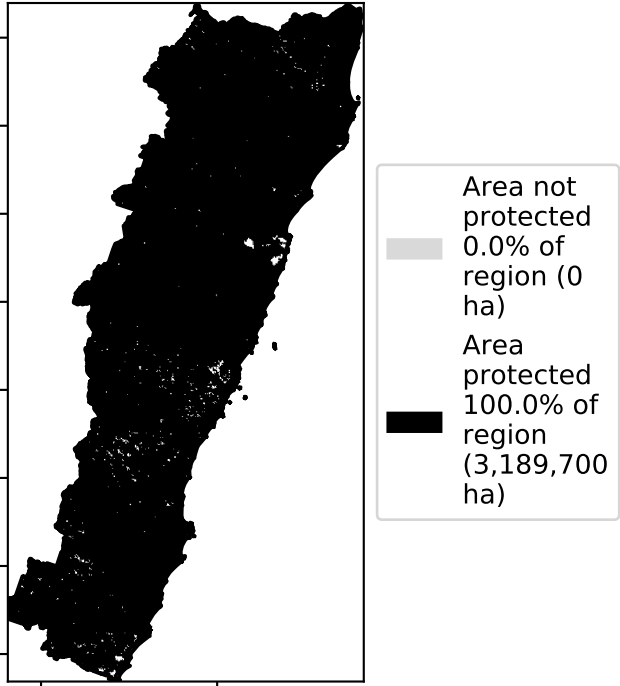 Area not
protected
0.0% of
region (0
ha)
Area
protected
100.0% of
region
(3,189,700
ha)